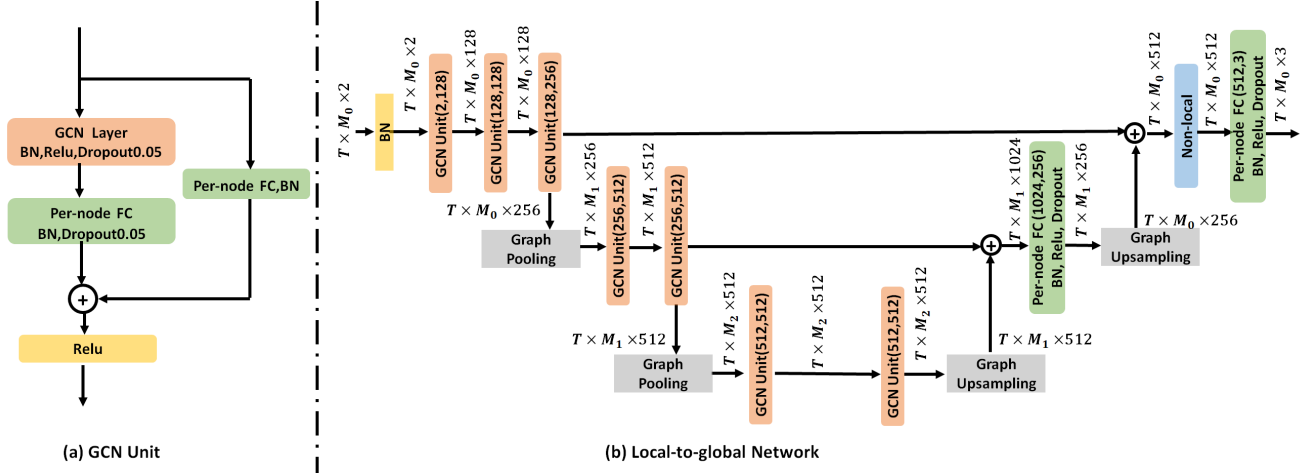 GCN Layer
BN,Relu,Dropout0.05
Per-node FC,BN
Per-node FC
BN,Dropout0.05
+
Relu
(a) GCN Unit
T × M₀ ×2
BN
T × M₀ ×2
GCN Unit(2,128)
T × M₀ ×128
GCN Unit(128,128)
T × M₀ ×128
GCN Unit(128,256)
+
T × M₀ ×512
Non-local
T × M₀ ×512
Per-node FC (512,3)
BN, Relu, Dropout
T × M₀ ×3
T × M₀ ×256
Graph
Pooling
T × M₁ ×256
GCN Unit(256,512)
T × M₁ ×512
GCN Unit(256,512)
+
T × M₁ ×1024
Per-node FC (1024,256)
BN, Relu, Dropout
T × M₁ ×256
Graph
Upsampling
T × M₀ ×256
T × M₁ ×512
Graph
Pooling
T × M₂ ×512
GCN Unit(512,512)
T × M₂ ×512
GCN Unit(512,512)
T × M₂ ×512
Graph
Upsampling
T × M₁ ×512
(b) Local-to-global Network